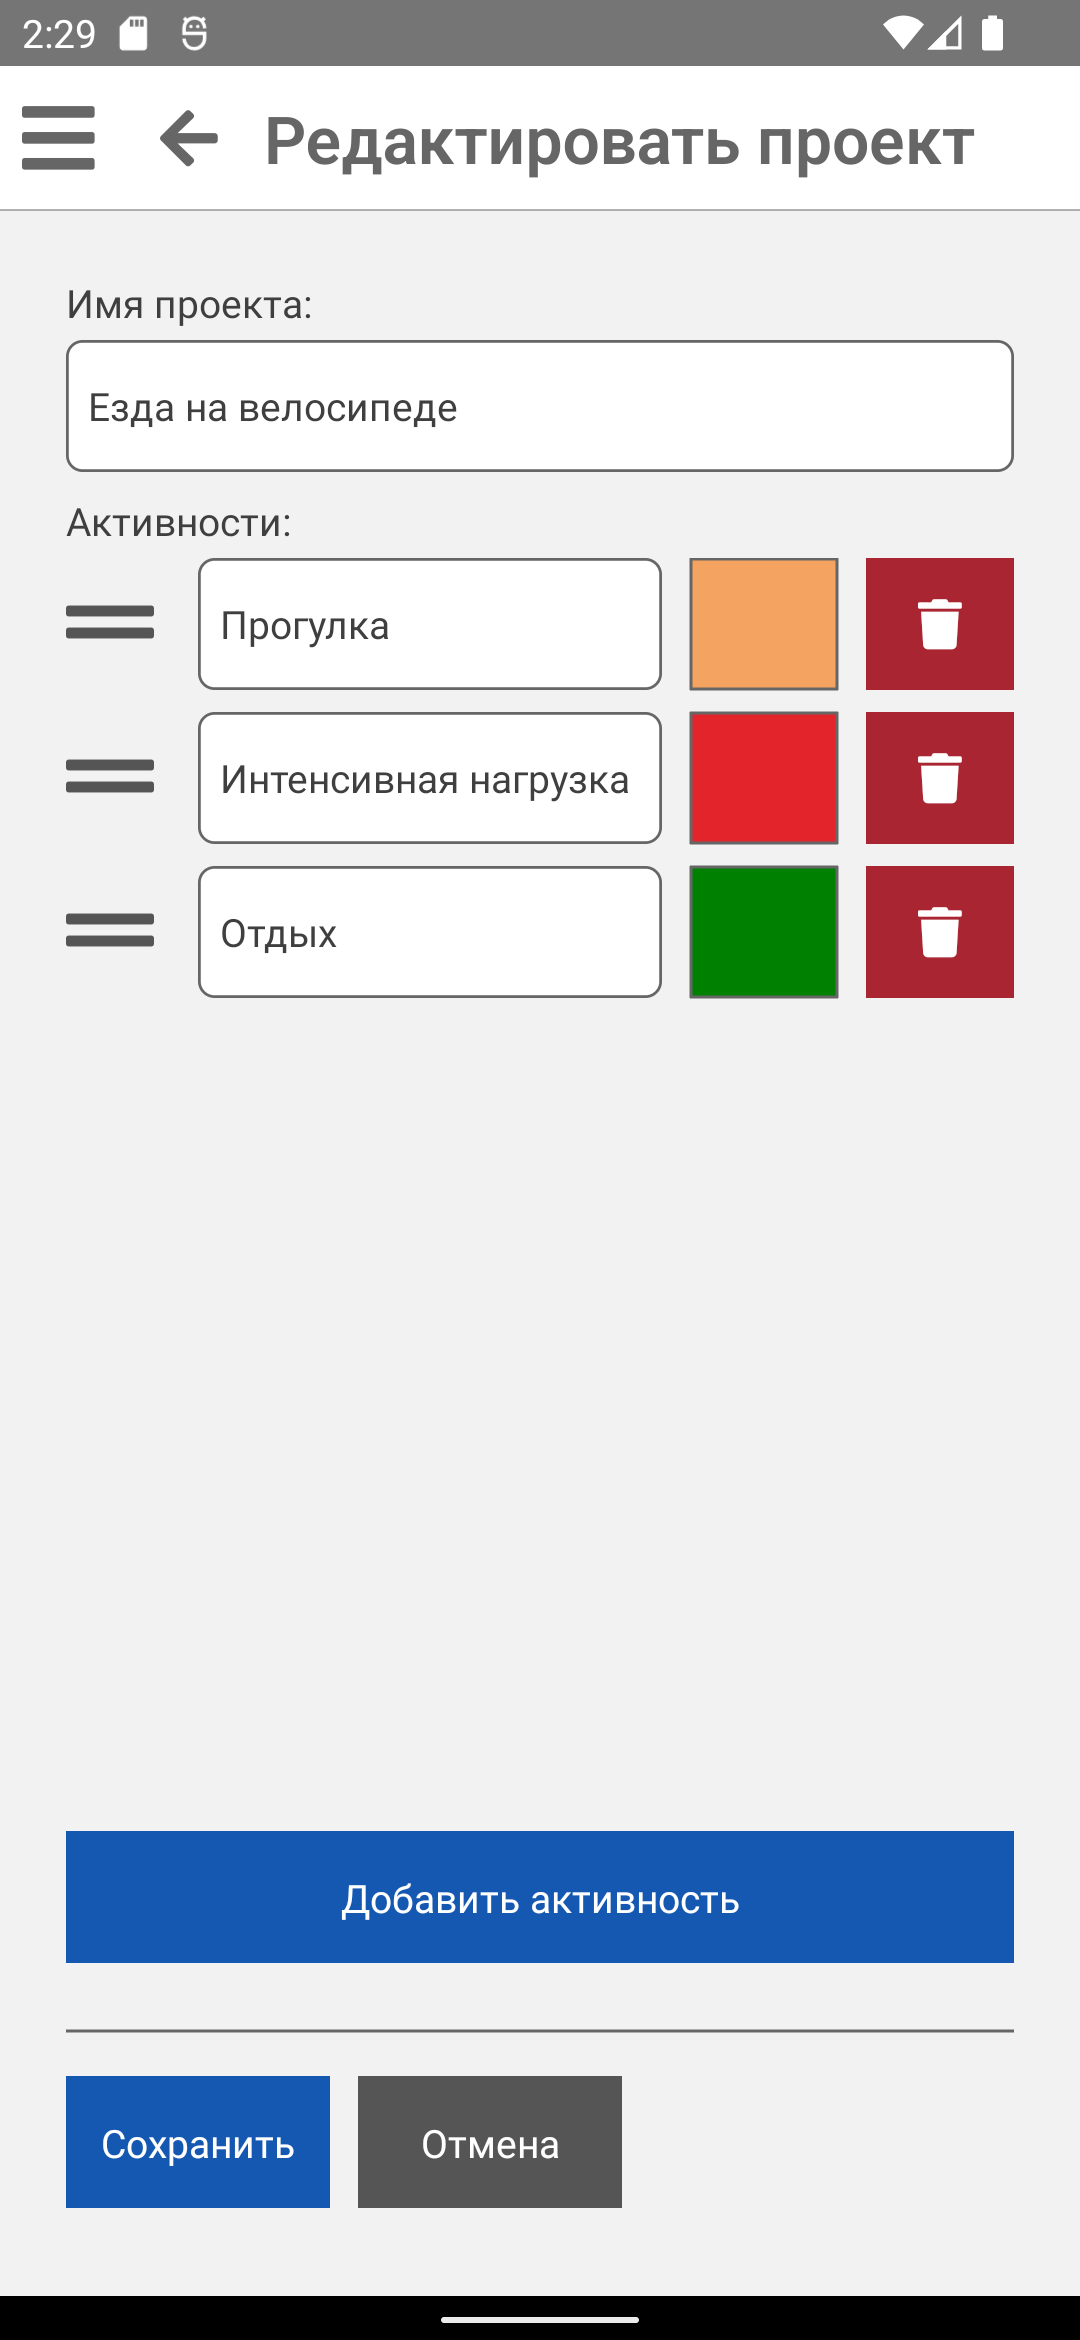 2:29
Редактировать проект
Имя проекта:
Езда на велосипеде
Активности:
Прогулка
Интенсивная нагрузка
Отдых
Добавить активность
Сохранить
Отмена